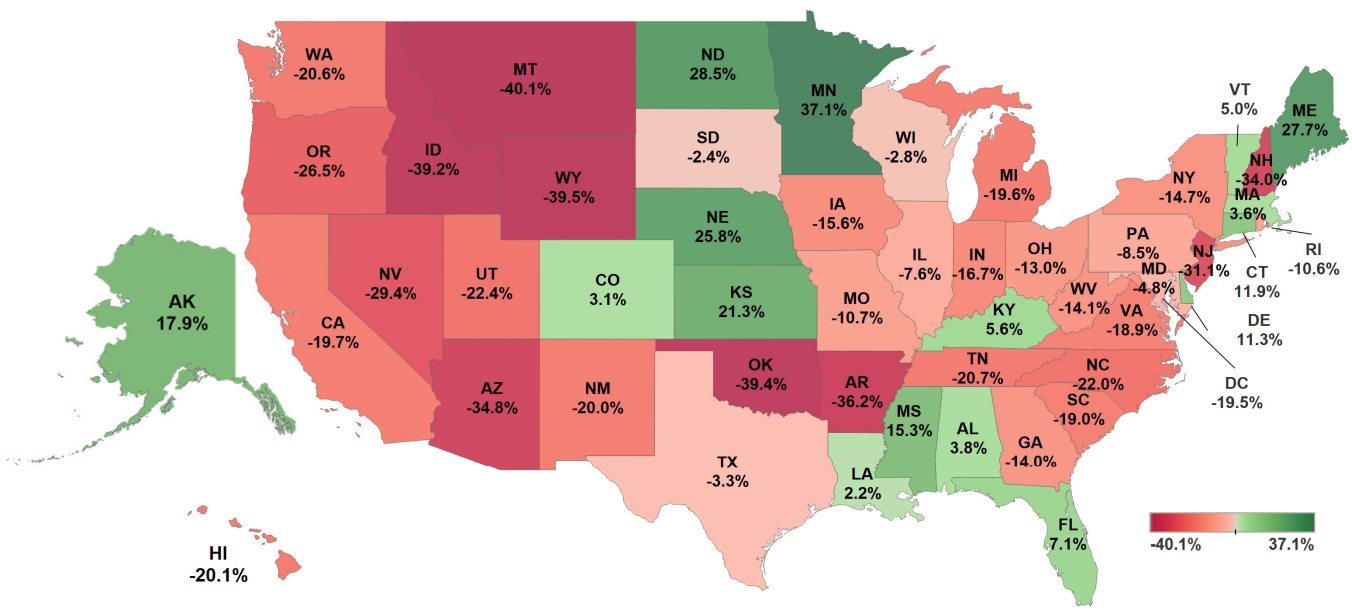 WA
-20.6%
MT
-40.1%
ND
28.5%
MN
37.1%
VT
5.0%
ME
27.7%
OR
-26.5%
ID
-39.2%
SD
-2.4%
WI
-2.8%
MI
-19.6%
NY
-14.7%
NH
-34.0%
WY
-39.5%
MA
3.6%
NE
25.8%
IA
-15.6%
PA
-8.5%
RI
-10.6%
NJ
-31.1%
NV
-29.4%
UT
-22.4%
CO
3.1%
IL
-7.6%
IN
-16.7%
OH
-13.0%
MD
-4.8%
CT
11.9%
AK
17.9%
KS
21.3%
MO
-10.7%
WV
-14.1%
VA
-18.9%
KY
5.6%
DE
11.3%
CA
-19.7%
TN
-20.7%
NC
-22.0%
DC
-19.5%
AZ
-34.8%
NM
-20.0%
OK
-39.4%
AR
-36.2%
SC
-19.0%
MS
15.3%
AL
3.8%
GA
-14.0%
TX
-3.3%
LA
2.2%
FL
7.1%
HI
-20.1%
-40.1%
37.1%